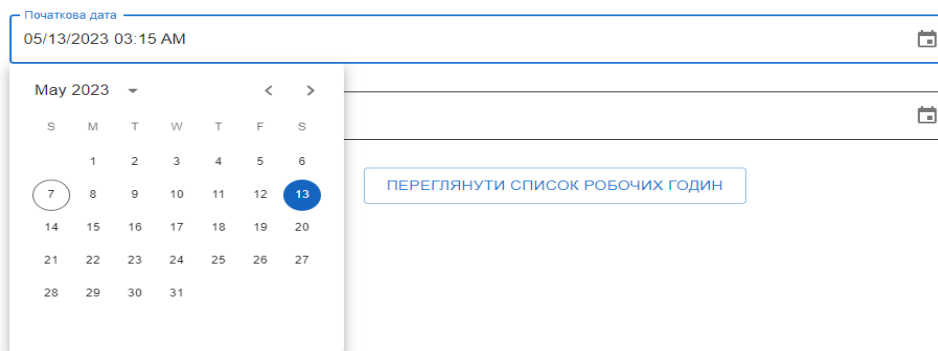 Початкова дата
05/13/2023 03:15 AM
May 2023
S M T W T F S
1 2 3 4 5 6
7 8 9 10 11 12 13
14 15 16 17 18 19 20
21 22 23 24 25 26 27
28 29 30 31
ПЕРЕГЛЯНУТИ СПИСОК РОБОЧИХ ГОДИН